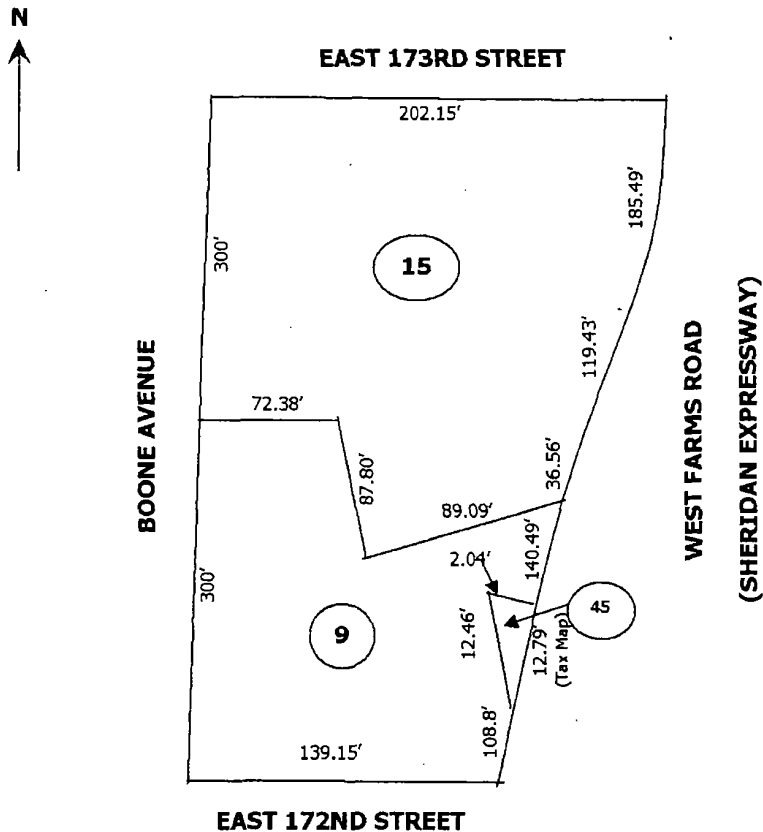 N
EAST 173RD STREET
202.15'
185.49'
300'
15
119.43'
WEST FARMS ROAD
(SHERIDAN EXPRESSWAY)
BOONE AVENUE
72.38'
36.56'
87.80'
89.09'
140.49'
2.04'
300'
45
9
12.46'
12.79'
(Tax Map)
108.8'
139.15'
EAST 172ND STREET